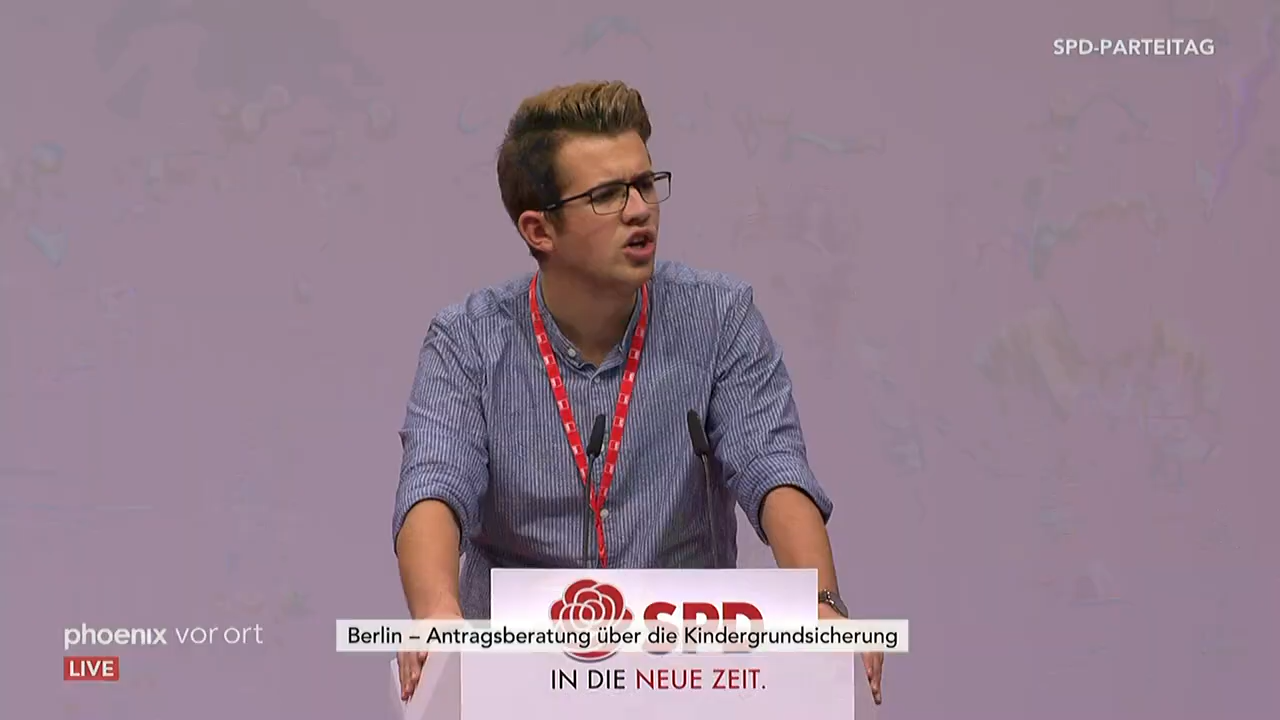 SPD-PARTEITAG
SPD
Berlin – Antragsberatung über die Kindergrundsicherung
IN DIE NEUE ZEIT.
phoenix vor ort
LIVE